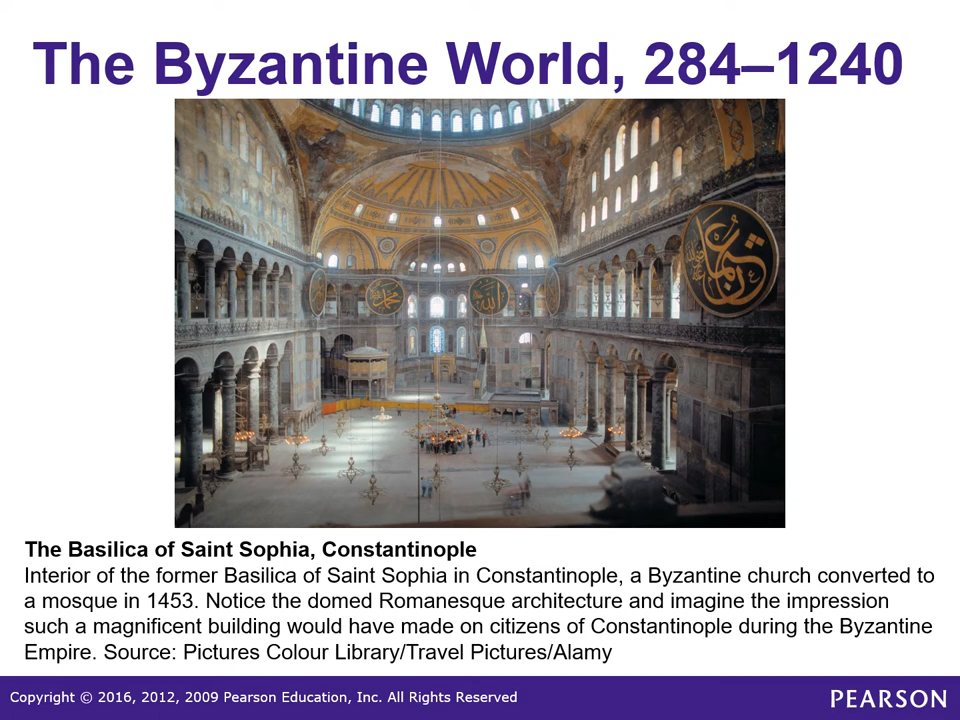 The Byzantine World, 284–1240
محمد
الله
The Basilica of Saint Sophia, Constantinople
Interior of the former Basilica of Saint Sophia in Constantinople, a Byzantine church converted to
a mosque in 1453. Notice the domed Romanesque architecture and imagine the impression
such a magnificent building would have made on citizens of Constantinople during the Byzantine
Empire. Source: Pictures Colour Library/Travel Pictures/Alamy
Copyright © 2016, 2012, 2009 Pearson Education, Inc. All Rights Reserved
PEARSON